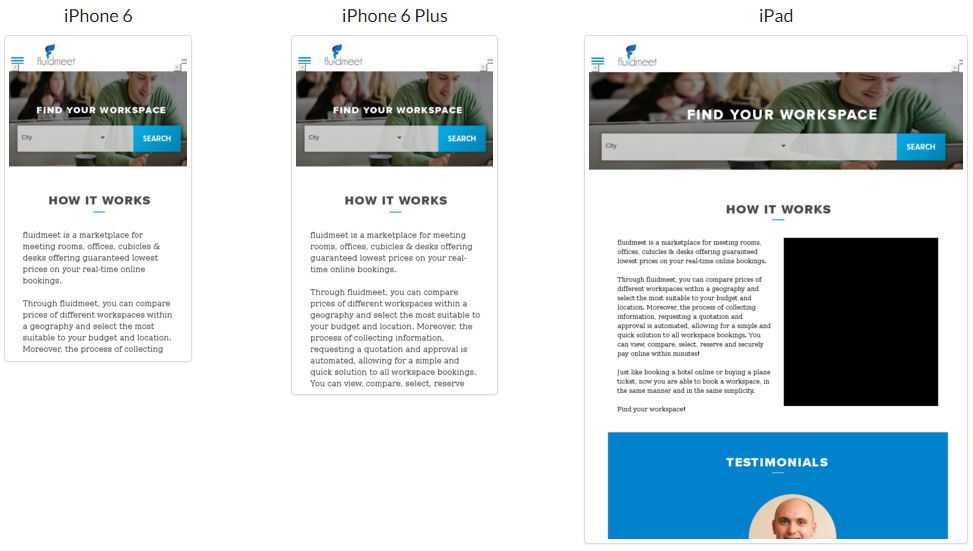 iPhone 6
fluidmeet
FIND YOUR WORKSPACE
City
SEARCH
HOW IT WORKS
fluidmeet is a marketplace for
meeting rooms, offices, cubicles &
desks offering guaranteed lowest
prices on your real-time online
bookings.
Through fluidmeet, you can compare
prices of different workspaces within
a geography and select the most
suitable to your budget and location.
Moreover, the process of collecting
iPhone 6 Plus
fluidmeet
FIND YOUR WORKSPACE
City
SEARCH
HOW IT WORKS
fluidmeet is a marketplace for meeting
rooms, offices, cubicles & desks offering
guaranteed lowest prices on your real-
time online bookings.
Through fluidmeet, you can compare
prices of different workspaces within a
geography and select the most suitable to
your budget and location. Moreover, the
process of collecting information,
requesting a quotation and approval is
automated, allowing for a simple and
quick solution to all workspace bookings.
You can view, compare, select, reserve
iPad
fluidmeet
FIND YOUR WORKSPACE
City
SEARCH
HOW IT WORKS
fluidmeet is a marketplace for meeting rooms,
offices, cubicles & desks offering guaranteed
lowest prices on your real-time online bookings.
Through fluidmeet, you can compare prices of
different workspaces within a geography and
select the most suitable to your budget and
location. Moreover, the process of collecting
information, requesting a quotation and
approval is automated, allowing for a simple and
quick solution to all workspace bookings. You
can view, compare, select, reserve and securely
pay online within minutes!
Just like booking a hotel online or buying a plane
ticket, now you are able to book a workspace, in
the same manner and in the same simplicity.
Find your workspace!
TESTIMONIALS